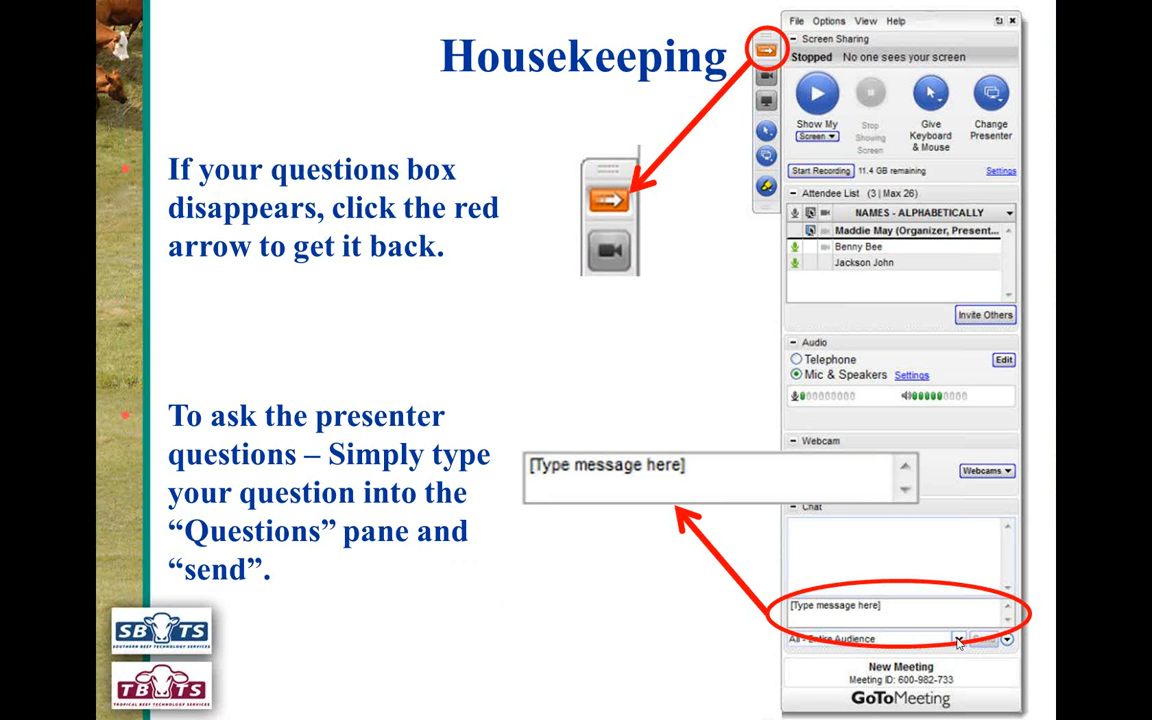 Housekeeping
If your questions box
disappears, click the red
arrow to get it back.
To ask the presenter
questions – Simply type
your question into the
“Questions” pane and
“send”.
[Type message here]
SBTS
SOUTHERN BEEF TECHNOLOGY SERVICES
TBTS
TROPICAL BEEF TECHNOLOGY SERVICES
File Options View Help
Screen Sharing
Stopped No one sees your screen
Show My
Screen
Stop
Showing
Screen
Give
Keyboard
& Mouse
Change
Presenter
Start Recording 11.4 GB remaining Settings
Attendee List (3 | Max 26)
NAMES - ALPHABETICALLY
Maddie May (Organizer, Present...
Benny Bee
Jackson John
Invite Others
Audio
Telephone Edit
Mic & Speakers Settings
Webcam
Webcams
Chat
[Type message here]
All - Entire Audience
New Meeting
Meeting ID: 600-982-733
GoToMeeting